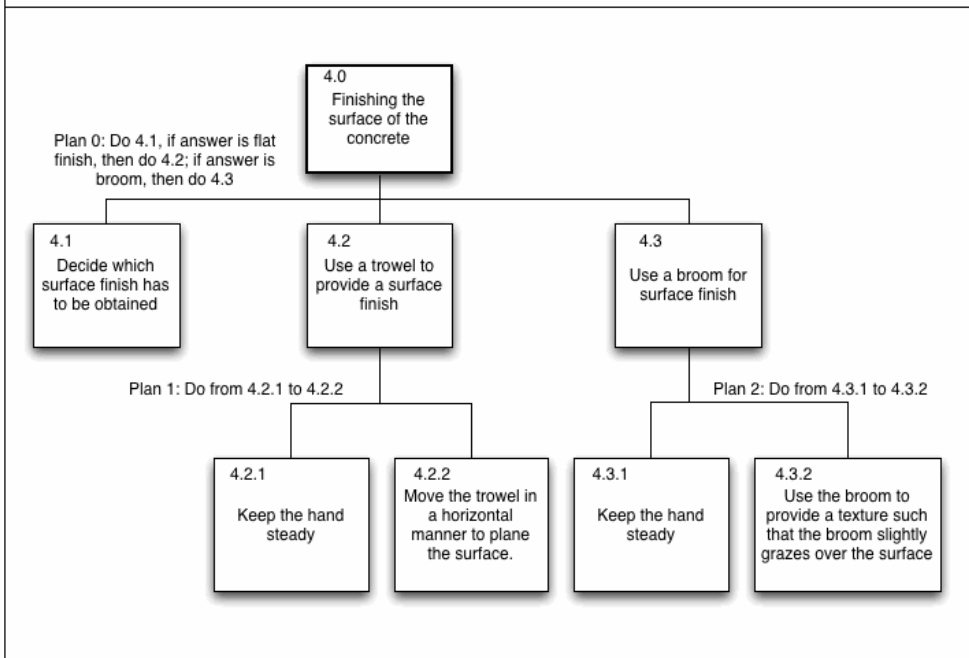 4.0
Finishing the
surface of the
concrete
Plan 0: Do 4.1, if answer is flat
finish, then do 4.2; if answer is
broom, then do 4.3
4.1
Decide which
surface finish has
to be obtained
4.2
Use a trowel to
provide a surface
finish
4.3
Use a broom for
surface finish
Plan 1: Do from 4.2.1 to 4.2.2
Plan 2: Do from 4.3.1 to 4.3.2
4.2.1
Keep the hand
steady
4.2.2
Move the trowel in
a horizontal
manner to plane
the surface.
4.3.1
Keep the hand
steady
4.3.2
Use the broom to
provide a texture such
that the broom slightly
grazes over the surface